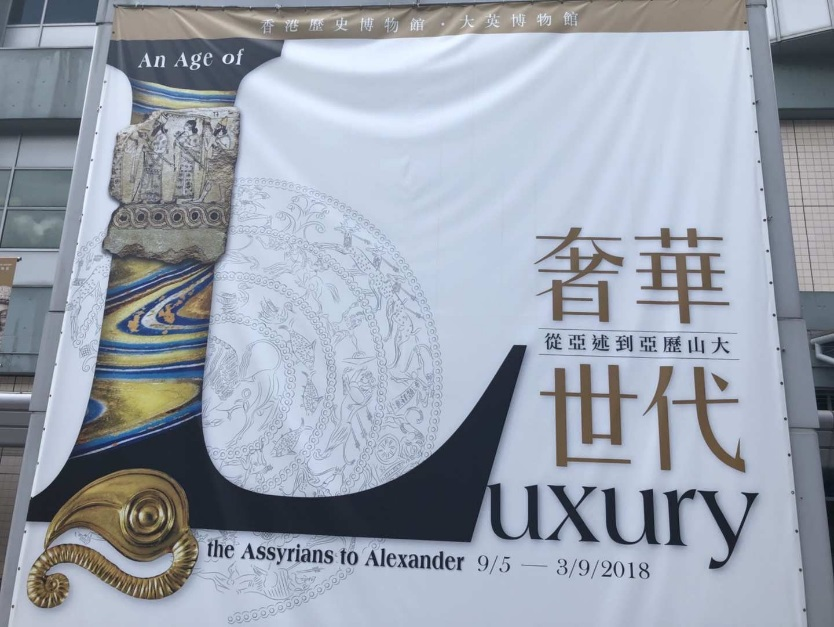 香港歷史博物館．大英博物館
An Age of
奢華
從亞述到亞歷山大
世代
Luxury
the Assyrians to Alexander 9/5 — 3/9/2018